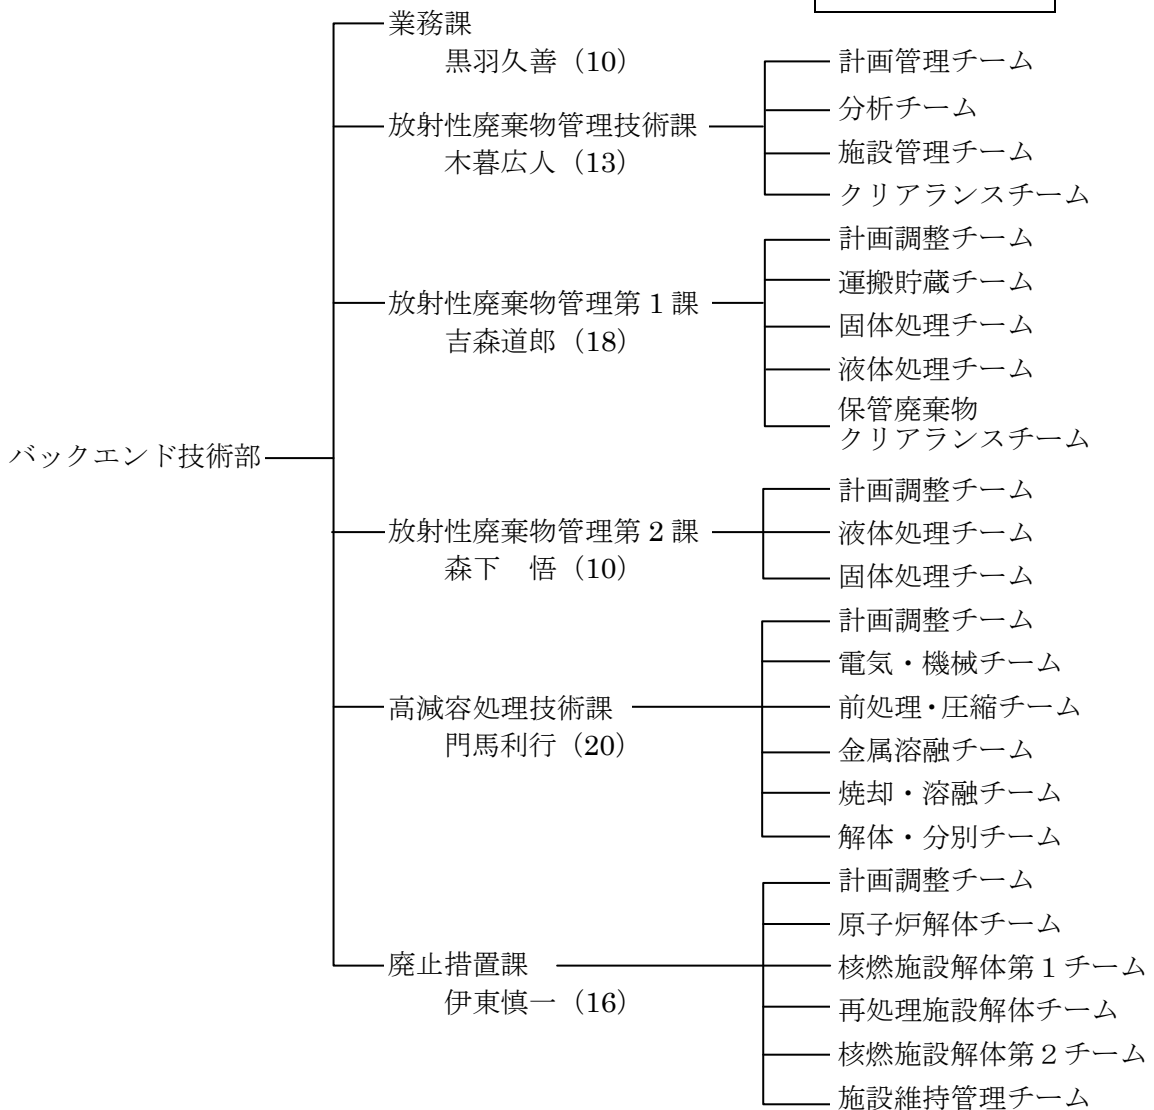 業務課
黒羽久善（10）
計画管理チーム
分析チーム
放射性廃棄物管理技術課
木暮広人（13）
施設管理チーム
クリアランスチーム
計画調整チーム
運搬貯蔵チーム
放射性廃棄物管理第１課
吉森道郎（18）
固体処理チーム
液体処理チーム
保管廃棄物
クリアランスチーム
バックエンド技術部
計画調整チーム
放射性廃棄物管理第２課
森下　悟（10）
液体処理チーム
固体処理チーム
計画調整チーム
電気・機械チーム
高減容処理技術課
門馬利行（20）
前処理・圧縮チーム
金属溶融チーム
焼却・溶融チーム
解体・分別チーム
計画調整チーム
原子炉解体チーム
廃止措置課
伊東慎一（16）
核燃施設解体第１チーム
再処理施設解体チーム
核燃施設解体第２チーム
施設維持管理チーム